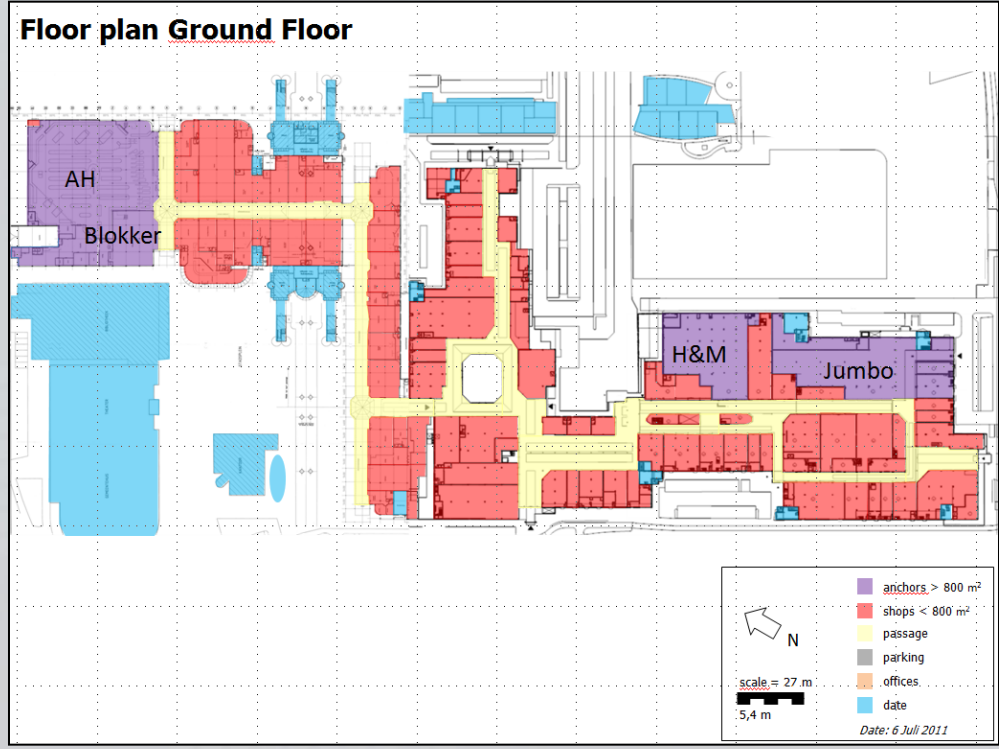 Floor plan Ground Floor
AH
Blokker
H&M
Jumbo
anchors > 800 m²
shops < 800 m²
passage
parking
offices
date
N
scale = 27 m
5,4 m
Date: 6 Juli 2011